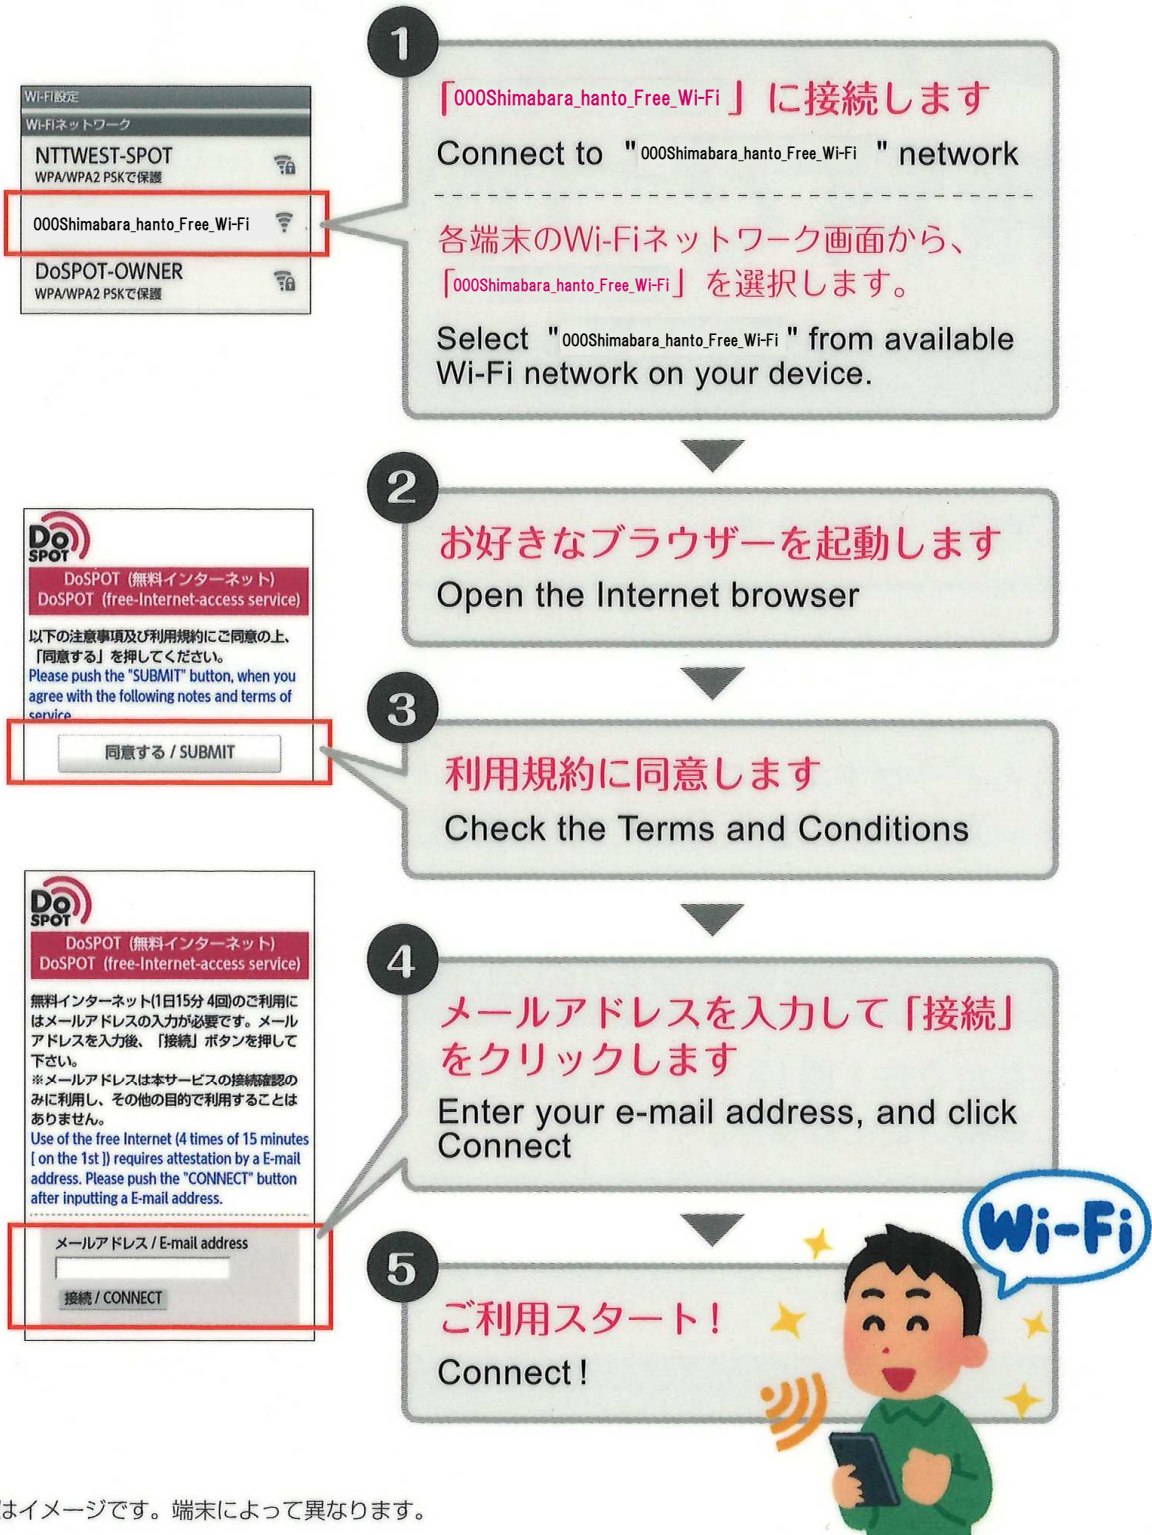 1
「000Shimabara_hanto_Free_Wi-Fi」に接続します
Connect to "000Shimabara_hanto_Free_Wi-Fi" network
各端末のWi-Fiネットワーク画面から、
「000Shimabara_hanto_Free_Wi-Fi」を選択します。
Select "000Shimabara_hanto_Free_Wi-Fi" from available
Wi-Fi network on your device.
Wi-Fi設定
Wi-Fiネットワーク
NTTWEST-SPOT
WPA/WPA2 PSKで保護
000Shimabara_hanto_Free_Wi-Fi
DoSPOT-OWNER
WPA/WPA2 PSKで保護
2
お好きなブラウザーを起動します
Open the Internet browser
Do
SPOT
DoSPOT (無料インターネット)
DoSPOT (free-Internet-access service)
以下の注意事項及び利用規約にご同意の上、
「同意する」を押してください。
Please push the "SUBMIT" button, when you
agree with the following notes and terms of
service
同意する / SUBMIT
3
利用規約に同意します
Check the Terms and Conditions
Do
SPOT
DoSPOT (無料インターネット)
DoSPOT (free-Internet-access service)
無料インターネット(1日15分 4回)のご利用に
はメールアドレスの入力が必要です。メール
アドレスを入力後、「接続」ボタンを押して
下さい。
※メールアドレスは本サービスの接続確認の
みに利用し、その他の目的で利用することは
ありません。
Use of the free Internet (4 times of 15 minutes
[ on the 1st ]) requires attestation by a E-mail
address. Please push the "CONNECT" button
after inputting a E-mail address.
メールアドレス / E-mail address
接続 / CONNECT
4
メールアドレスを入力して「接続」
をクリックします
Enter your e-mail address, and click
Connect
5
ご利用スタート!
Connect!
Wi-Fi
はイメージです。端末によって異なります。